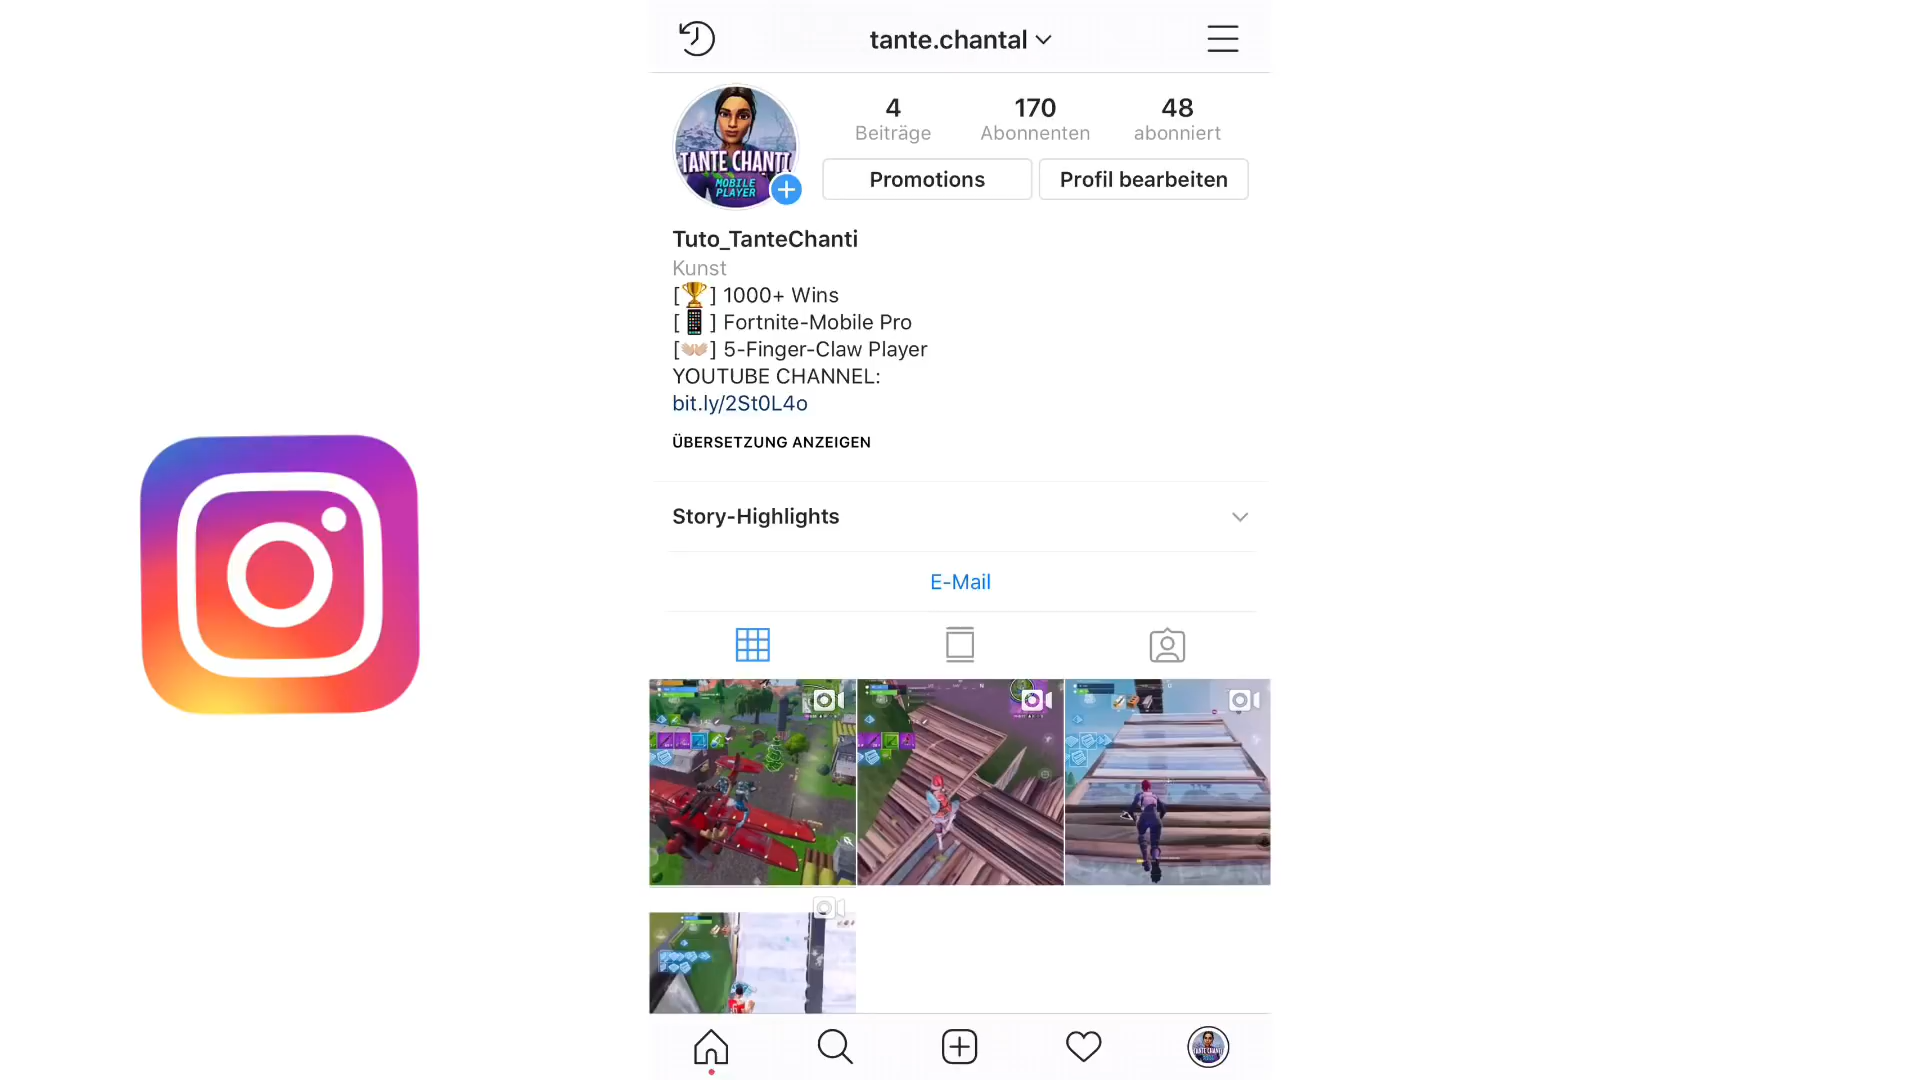 tante.chantal
4
170
48
Beiträge
Abonnenten
abonniert
Promotions
Profil bearbeiten
TANTE CHANTI
MOBILE
PLAYER
Tuto_TanteChanti
Kunst
[🏆] 1000+ Wins
[📱] Fortnite-Mobile Pro
[👐🏼] 5-Finger-Claw Player
YOUTUBE CHANNEL:
bit.ly/2St0L4o
ÜBERSETZUNG ANZEIGEN
Story-Highlights
E-Mail